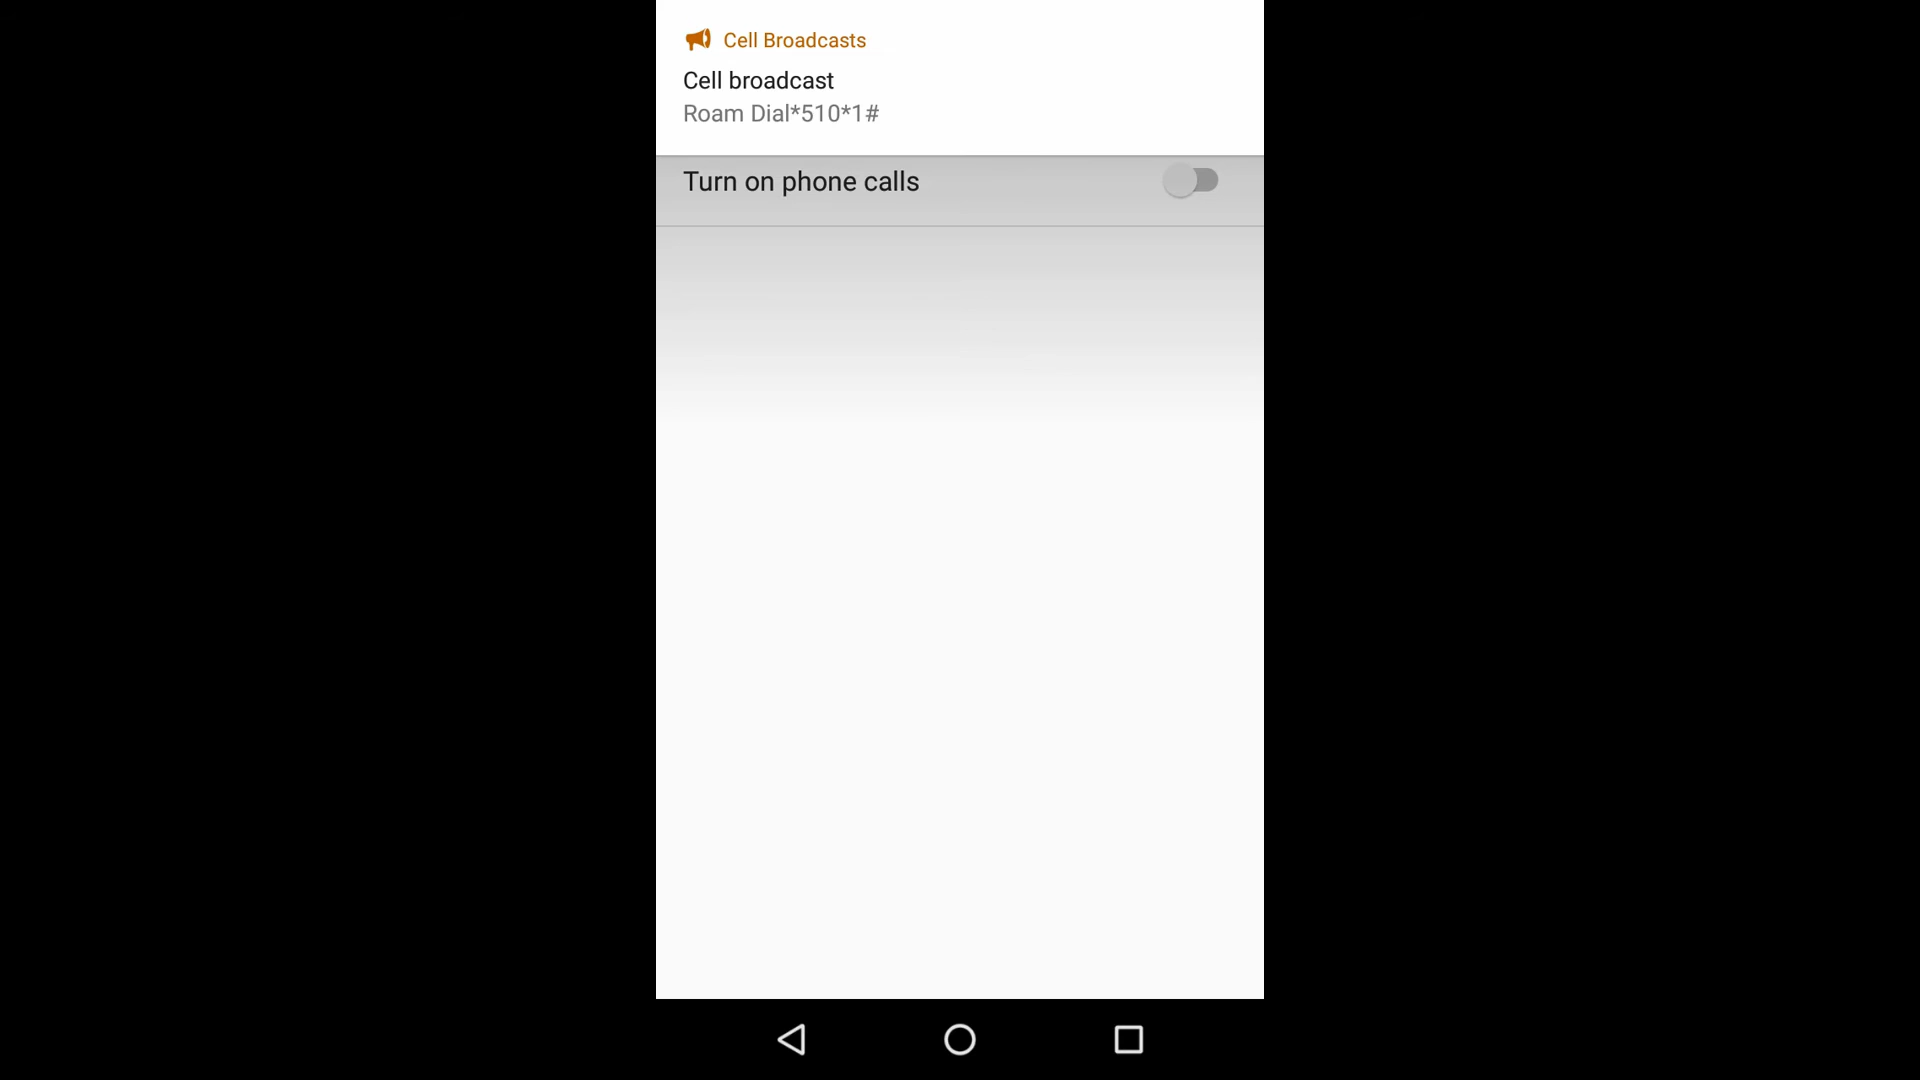 Cell Broadcasts
Cell broadcast
Roam Dial*510*1#
Turn on phone calls